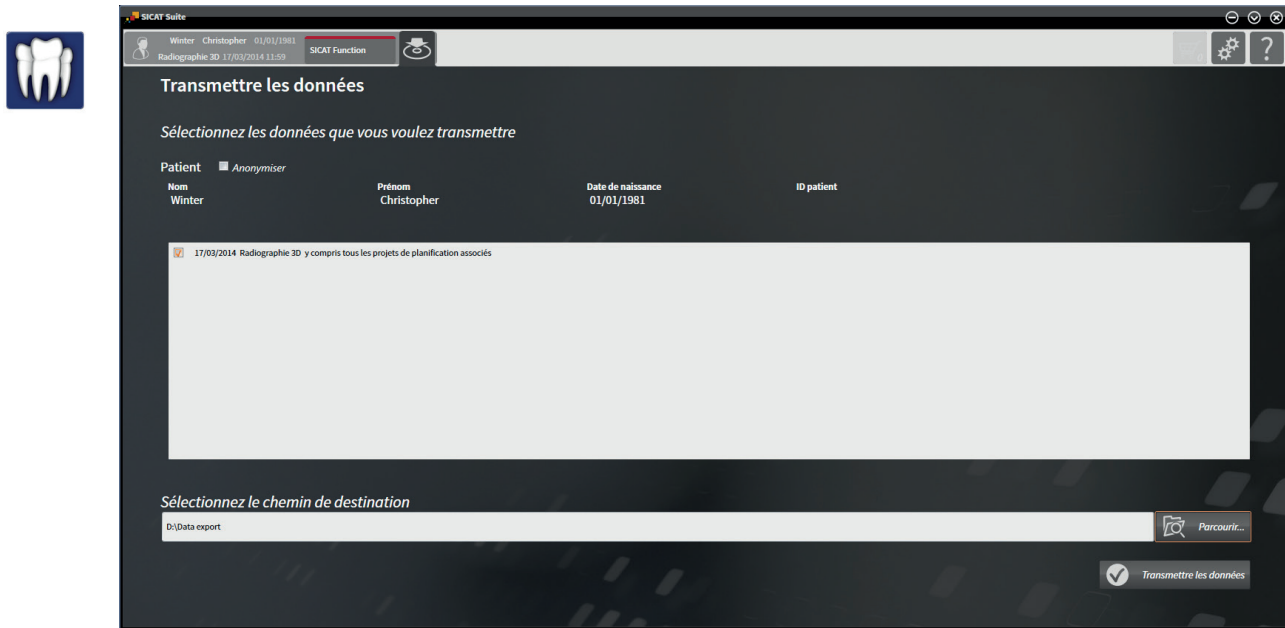 SICAT Suite
Winter Christopher 01/01/1981
Radiographie 3D 17/03/2014 11:59
SICAT Function
?
Transmettre les données
Sélectionnez les données que vous voulez transmettre
Patient Anonymiser
Nom Prénom Date de naissance ID patient
Winter Christopher 01/01/1981
17/03/2014 Radiographie 3D y compris tous les projets de planification associés
Sélectionnez le chemin de destination
D:\Data export
Parcourir...
Transmettre les données